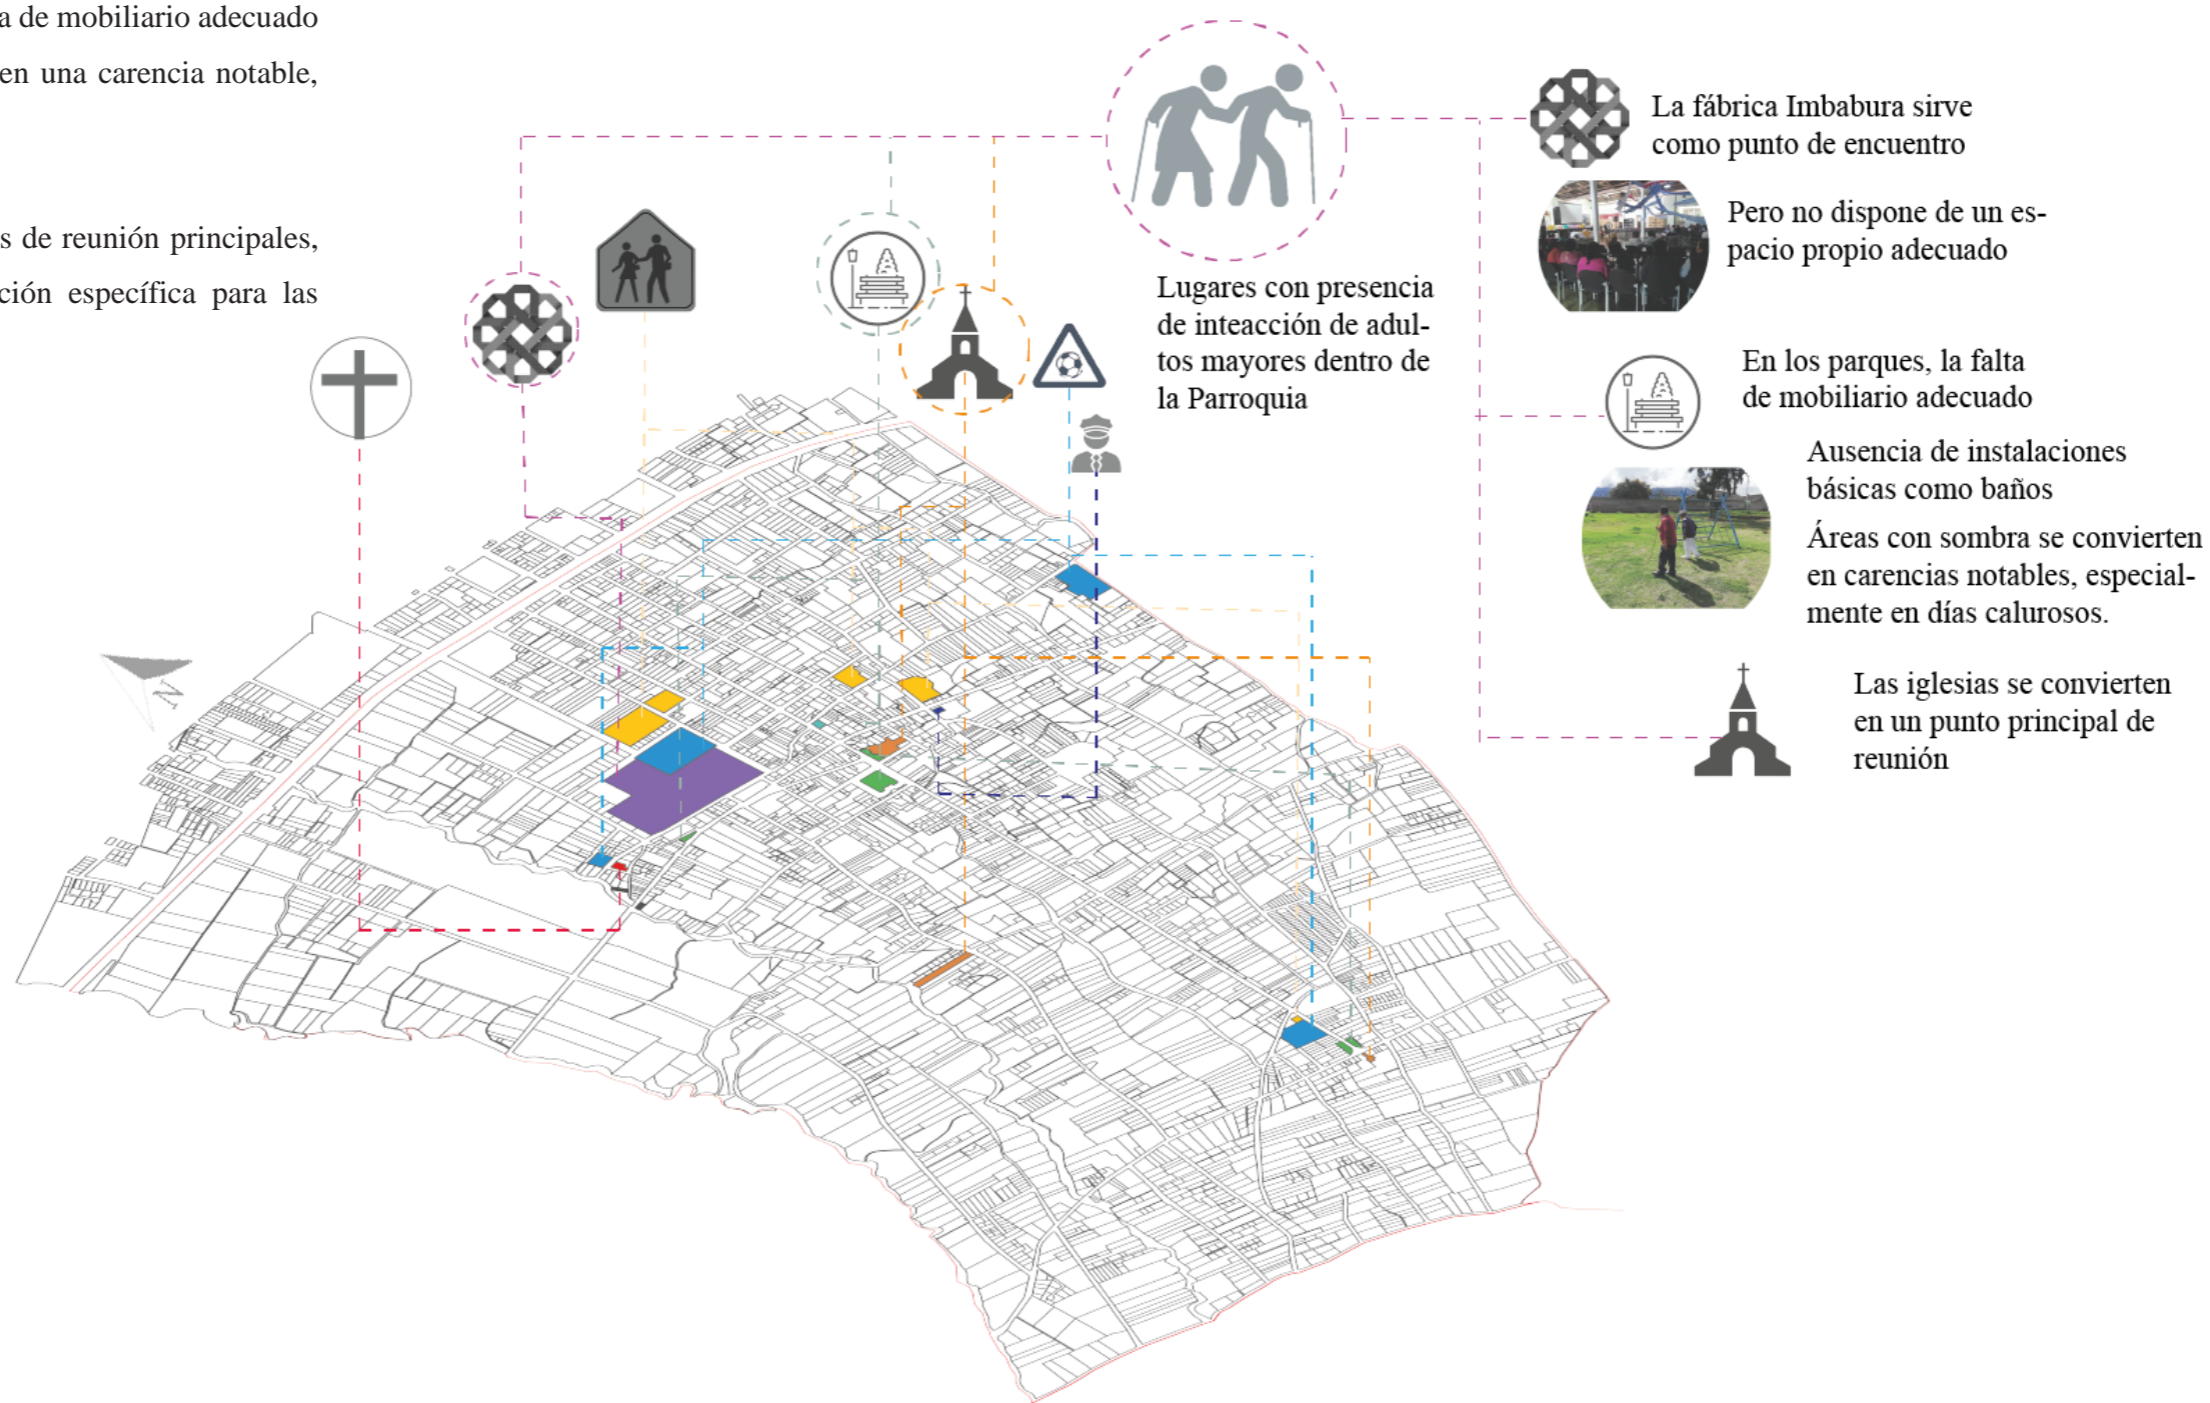 a de mobiliario adecuado
en una carencia notable,
s de reunión principales,
ción específica para las
Lugares con presencia
de inteacción de adul-
tos mayores dentro de
la Parroquia
La fábrica Imbabura sirve
como punto de encuentro
Pero no dispone de un es-
pacio propio adecuado
En los parques, la falta
de mobiliario adecuado
Ausencia de instalaciones
básicas como baños
Áreas con sombra se convierten
en carencias notables, especial-
mente en días calurosos.
Las iglesias se convierten
en un punto principal de
reunión
N